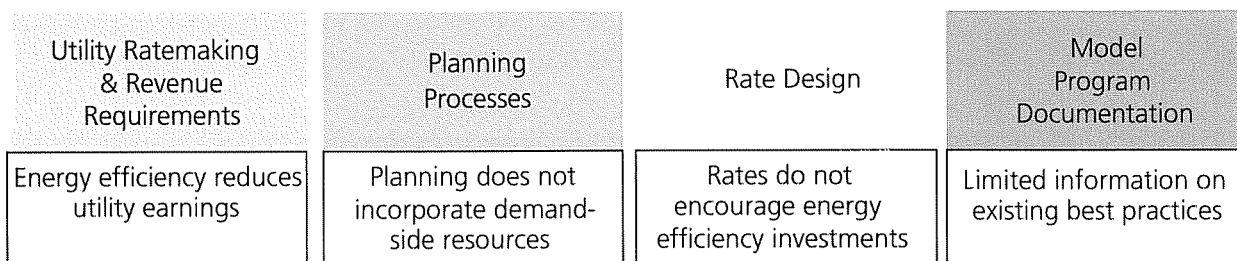 Utility Ratemaking
& Revenue
Requirements
Energy efficiency reduces
utility earnings
Planning
Processes
Planning does not
incorporate demand-
side resources
Rate Design
Rates do not
encourage energy
efficiency investments
Model
Program
Documentation
Limited information on
existing best practices